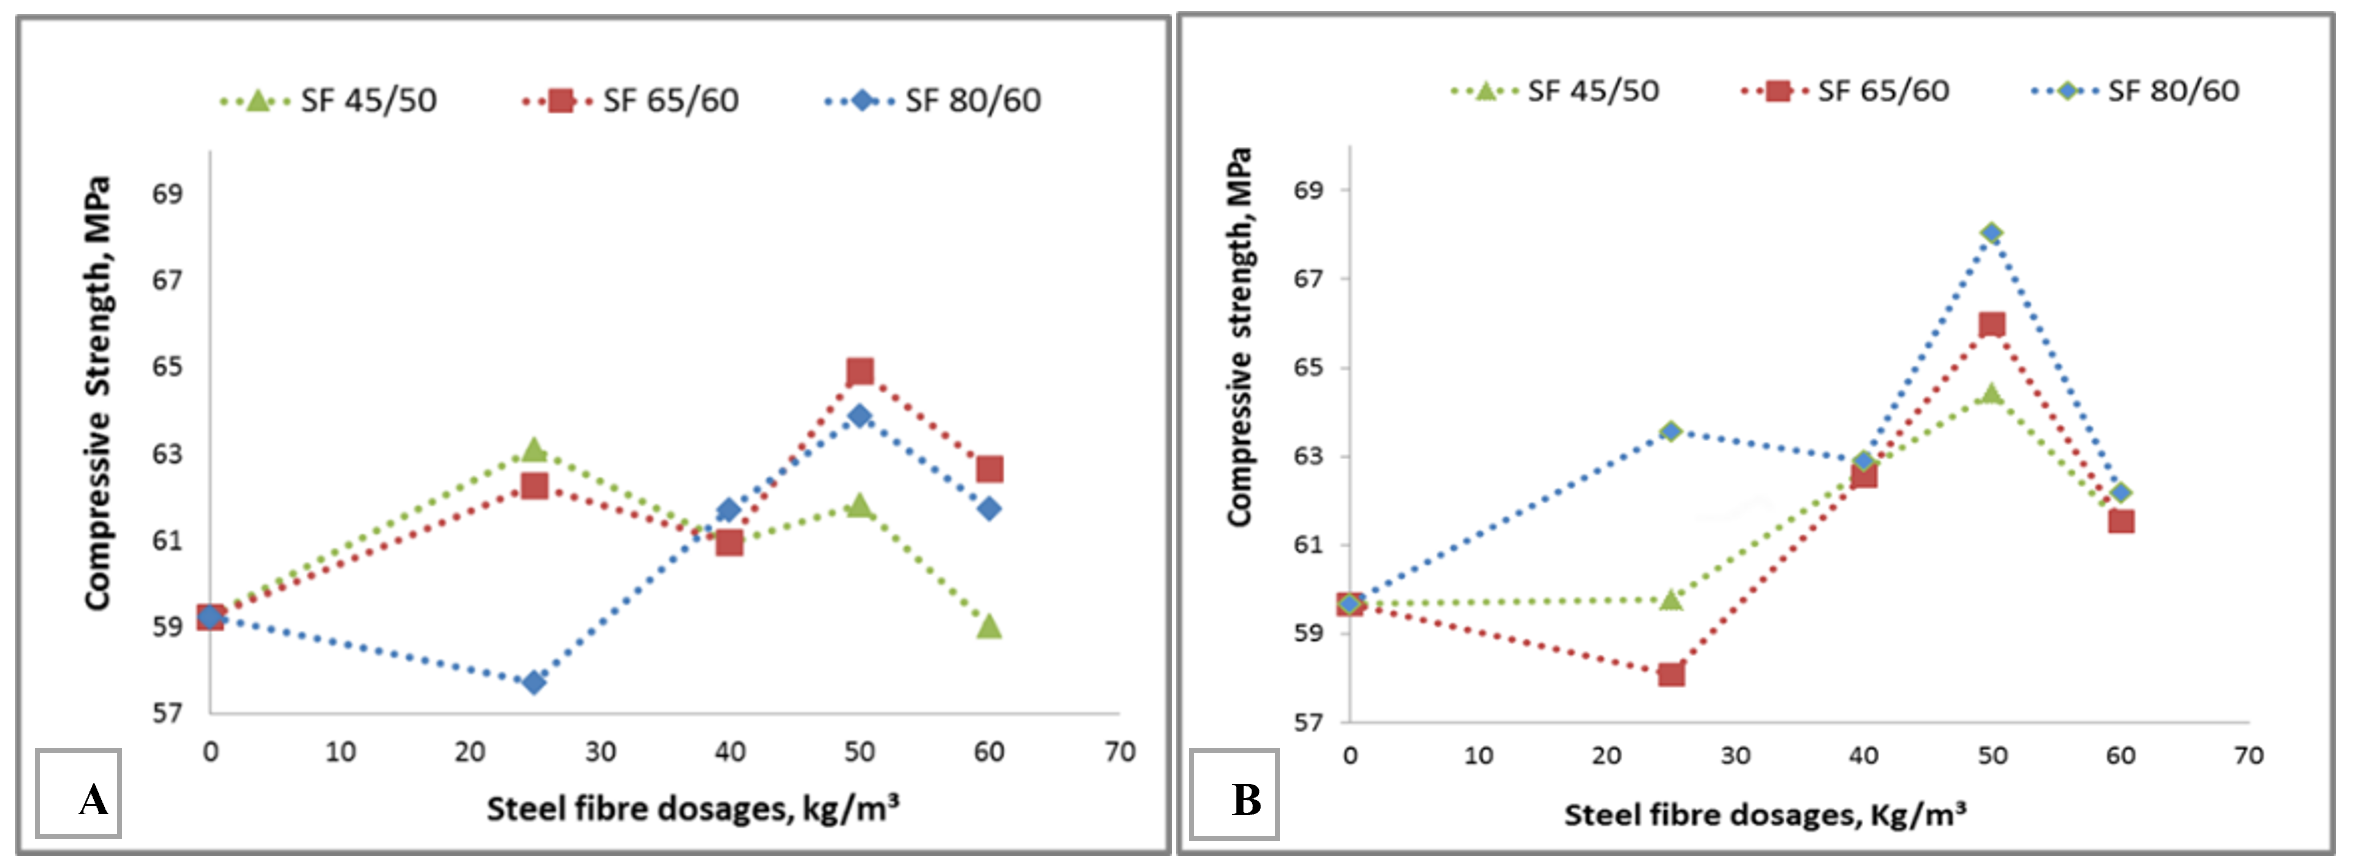 SF 45/50 SF 65/60 SF 80/60
Compressive Strength, MPa
69
67
65
63
61
59
57
0 10 20 30 40 50 60 70
Steel fibre dosages, kg/m³
A
SF 45/50 SF 65/60 SF 80/60
Compressive strength, MPa
69
67
65
63
61
59
57
0 10 20 30 40 50 60 70
Steel fibre dosages, Kg/m³
B